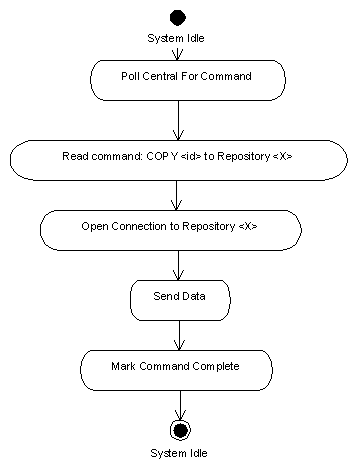 System Idle
Poll Central For Command
Read command: COPY <id> to Repository <X>
Open Connection to Repository <X>
Send Data
Mark Command Complete
System Idle